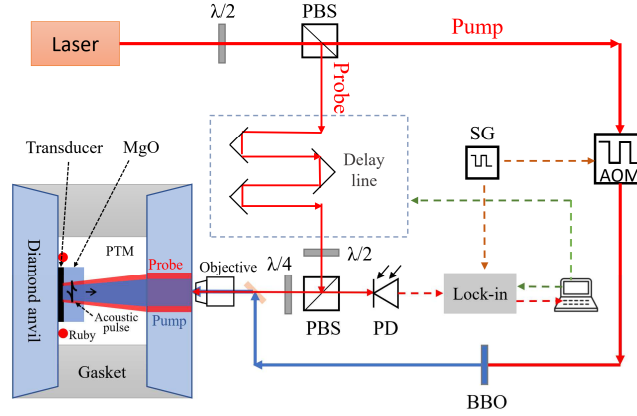 λ/2
PBS
Laser
Pump
Probe
Transducer
MgO
Delay
line
SG
AOM
PTM
Diamond anvil
λ/2
λ/4
Probe
Objective
Lock-in
Acoustic
pulse
Pump
PBS
PD
Ruby
Gasket
BBO